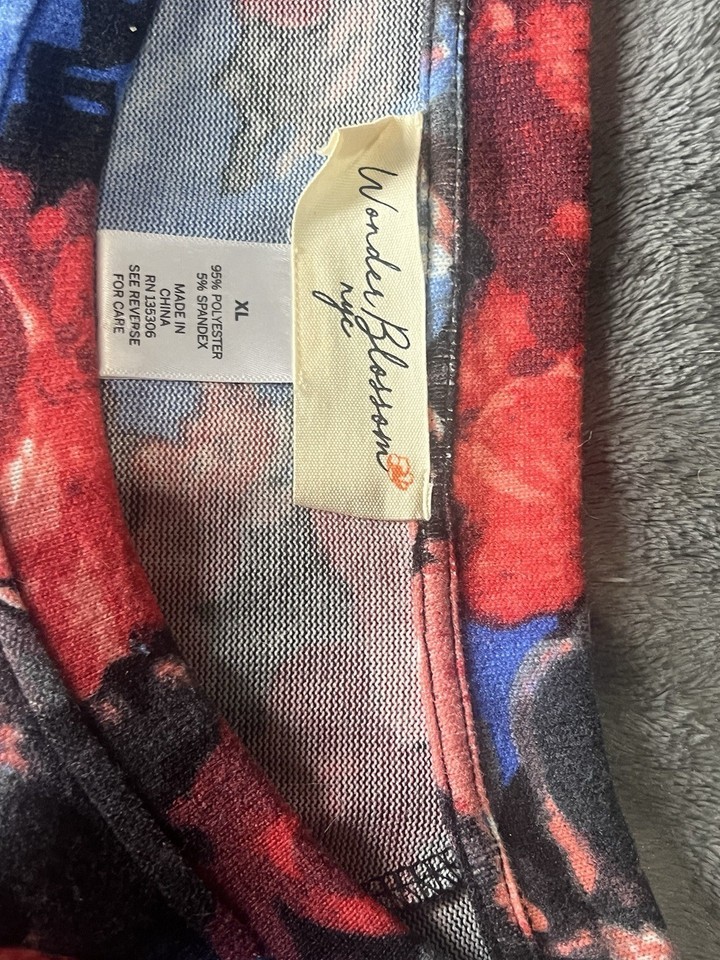 Wonder Blossom
nyc
XL
95% POLYESTER
5% SPANDEX
MADE IN
CHINA
RN 135306
SEE REVERSE
FOR CARE